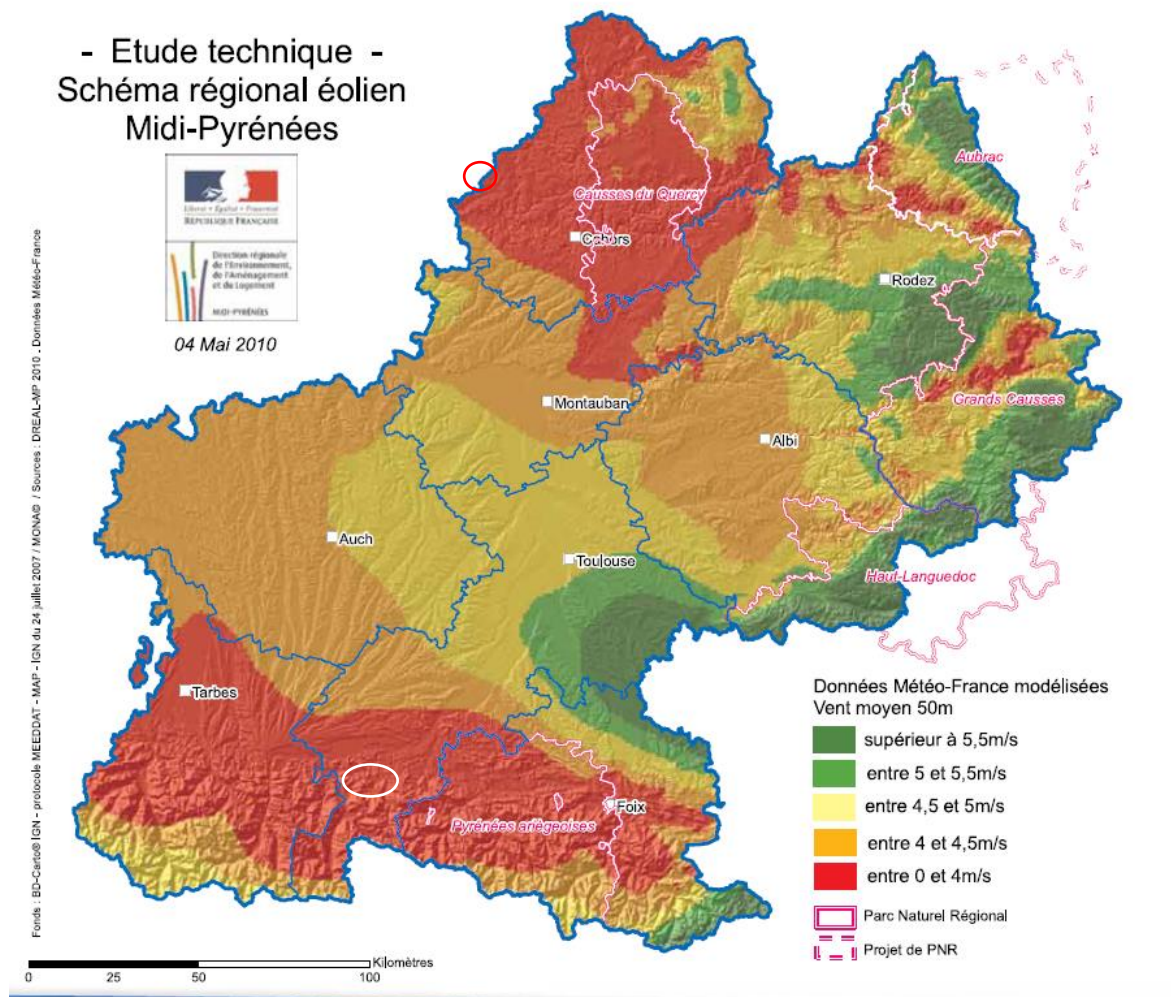 - Etude technique -
Schéma régional éolien
Midi-Pyrénées
Liberté • Égalité • Fraternité
RÉPUBLIQUE FRANÇAISE
Direction régionale
de l'Environnement,
de l'Aménagement
et du Logement
MIDI-PYRÉNÉES
04 Mai 2010
Fonds : BD-Carto® IGN - protocole MEEDDAT - MAP - IGN du 24 juillet 2007 / MONA© / Sources : DREAL-MP 2010 . Données Météo-France
Aubrac
Causses du Quercy
Cahors
Rodez
Grands Causses
Montauban
Albi
Auch
Toulouse
Haut-Languedoc
Tarbes
Foix
Pyrénées ariégeoises
Données Météo-France modélisées
Vent moyen 50m
supérieur à 5,5m/s
entre 5 et 5,5m/s
entre 4,5 et 5m/s
entre 4 et 4,5m/s
entre 0 et 4m/s
Parc Naturel Régional
Projet de PNR
Kilomètres
0 25 50 100